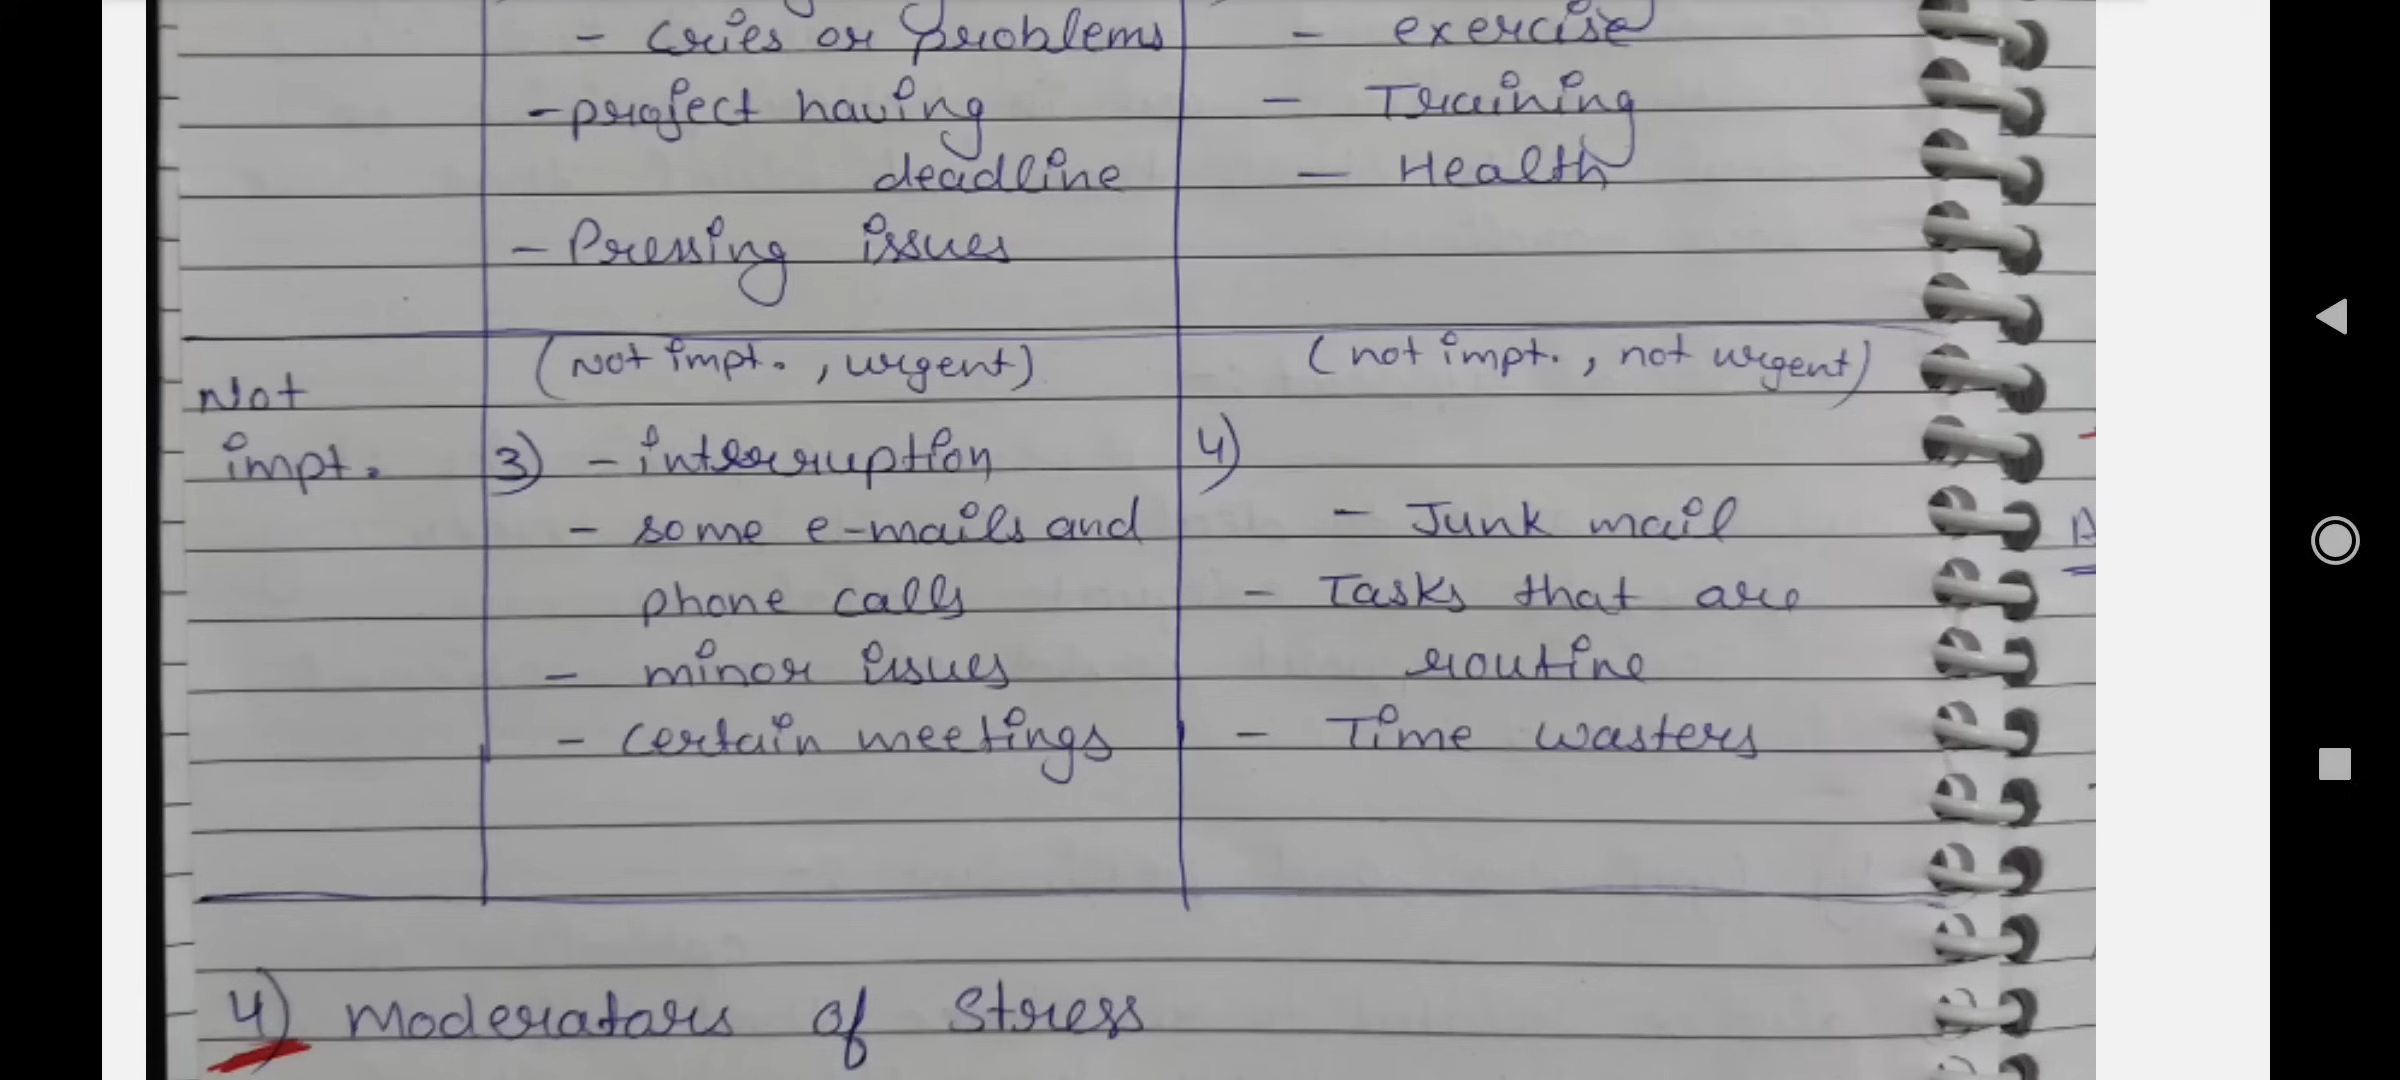 - cries or problems
- exercise
- project having
- Training
deadline
- Health
- Pressing issues
(Not impt., urgent)
(not impt., not urgent)
Not
impt.
3) - interruption
4)
- some e-mails and
- Junk mail
phone calls
- Tasks that are
- minor issues
routine
- certain meetings
- Time wasters
4) Moderators of Stress